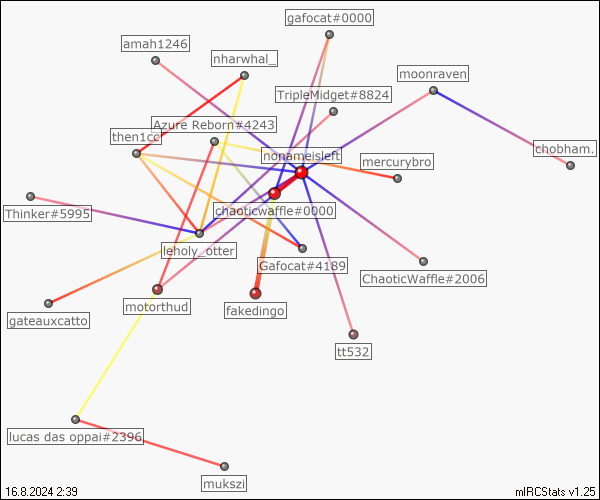 gafocat#0000
amah1246
nharwhal_
moonraven
TripleMidget#8824
Azure Reborn#4243
then1cc
nonameisleft
chobham.
mercurybro
Thinker#5995
chaoticwaffle#0000
leholy_otter
Gafocat#4189
ChaoticWaffle#2006
motorthud
fakedingo
gateauxcatto
tt532
lucas das oppai#2396
mukszi
16.8.2024 2:39
mIRCStats v1.25